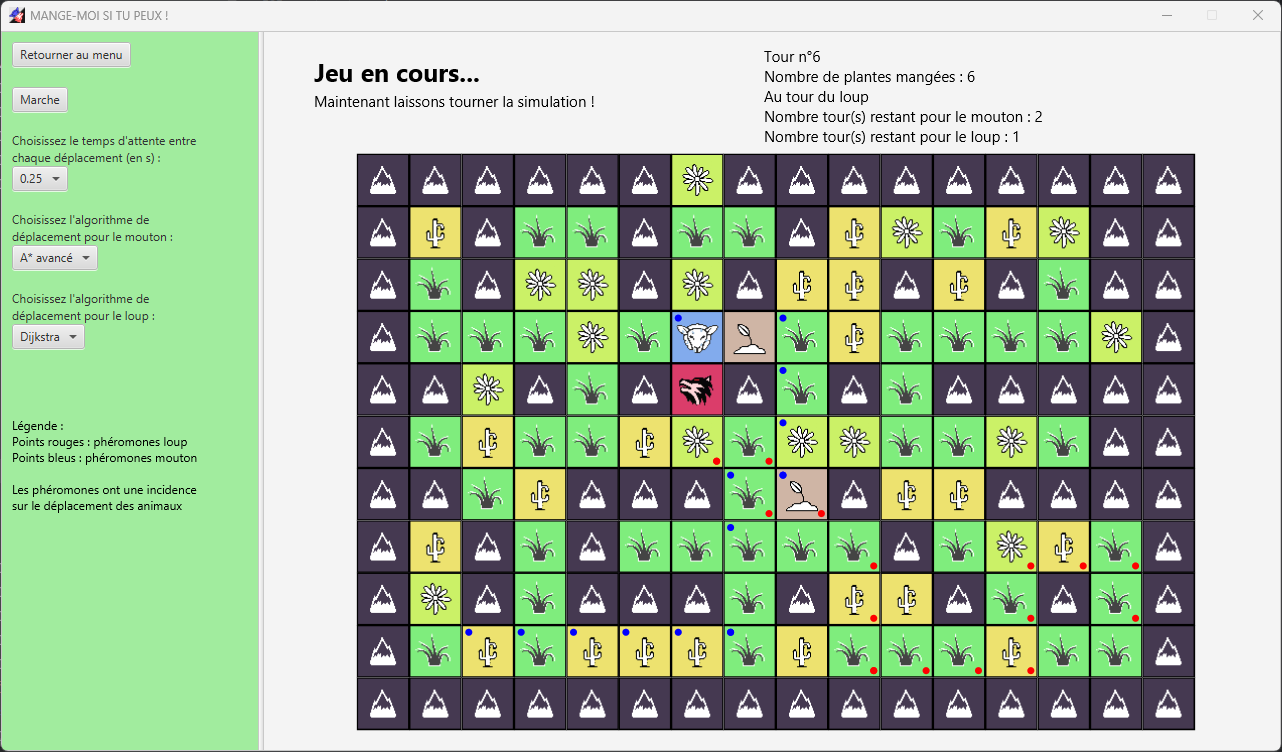 MANGE-MOI SI TU PEUX !
Retourner au menu
Marche
Choisissez le temps d'attente entre
chaque déplacement (en s) :
0.25
Choisissez l'algorithme de
déplacement pour le mouton :
A* avancé
Choisissez l'algorithme de
déplacement pour le loup :
Dijkstra
Légende :
Points rouges : phéromones loup
Points bleus : phéromones mouton
Les phéromones ont une incidence
sur le déplacement des animaux
Jeu en cours...
Maintenant laissons tourner la simulation !
Tour n°6
Nombre de plantes mangées : 6
Au tour du loup
Nombre tour(s) restant pour le mouton : 2
Nombre tour(s) restant pour le loup : 1